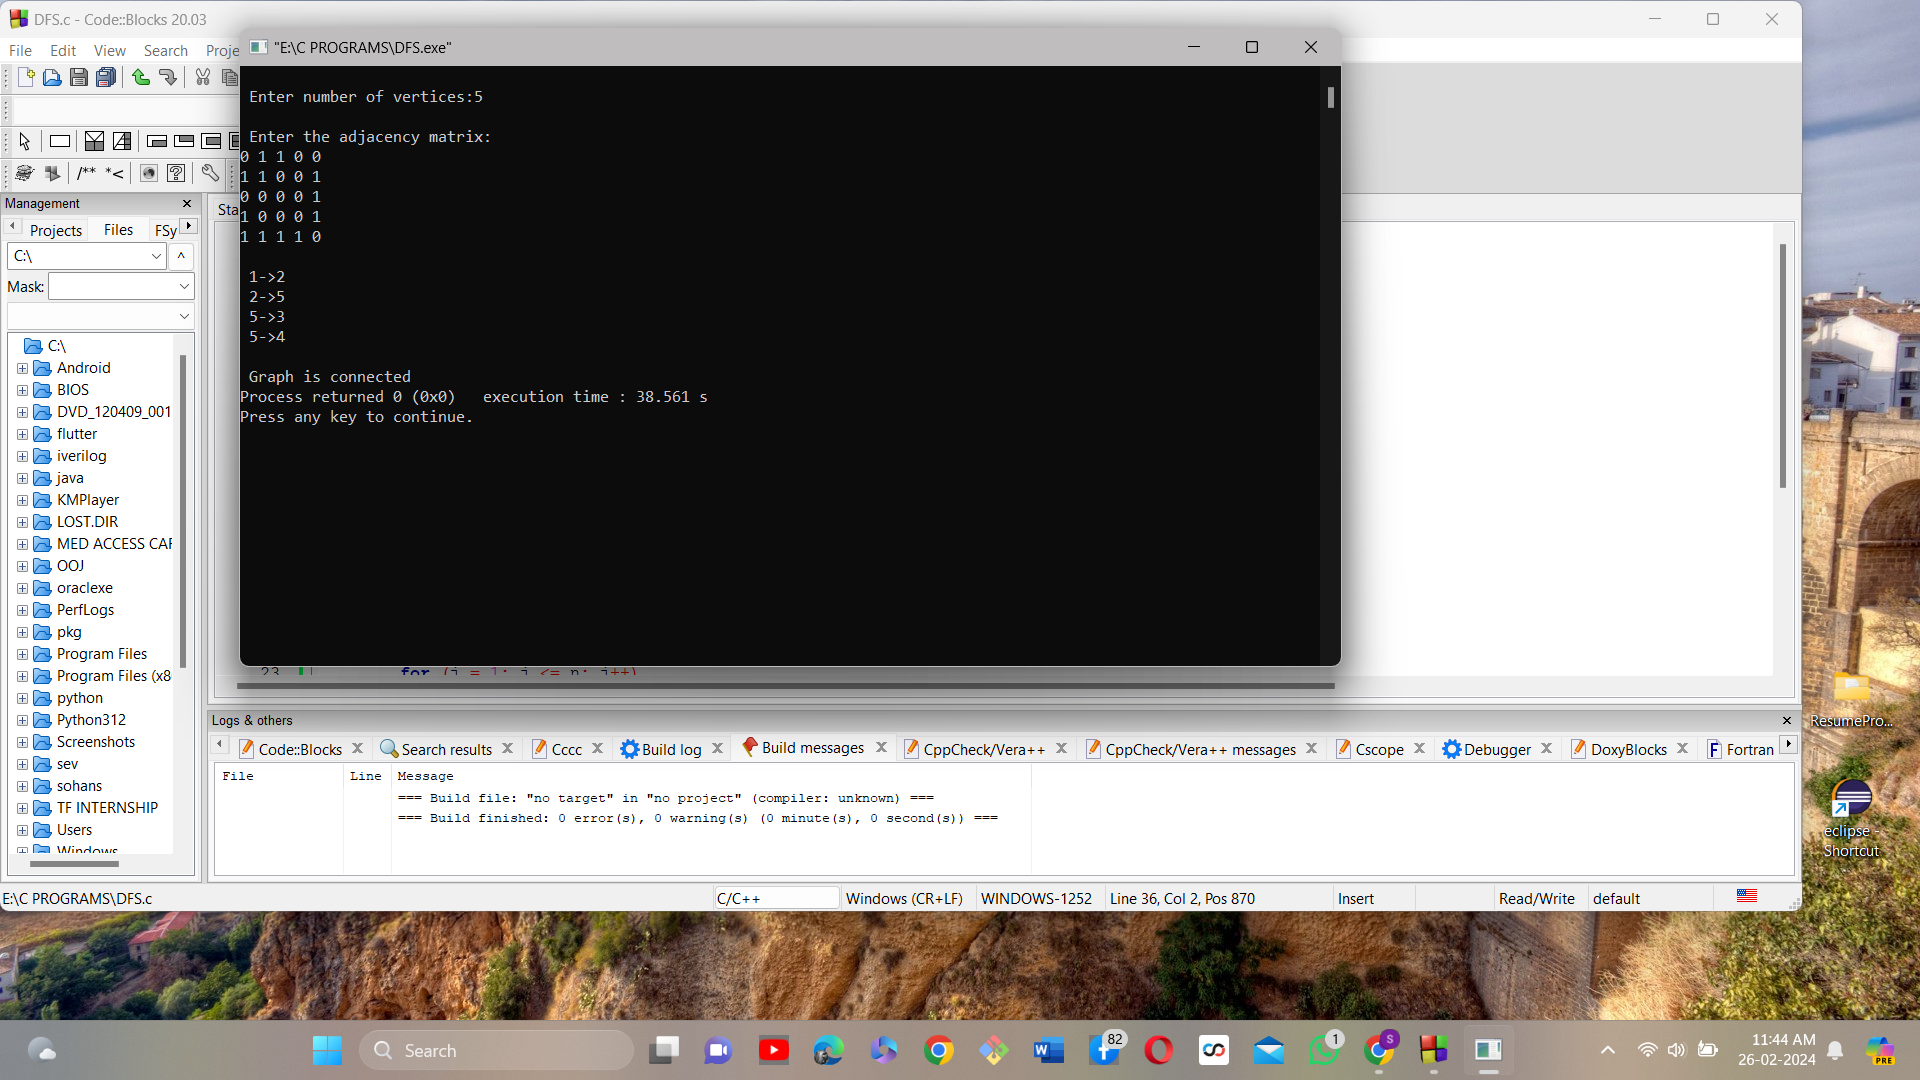 DFS.c - Code::Blocks 20.03
File Edit View Search Proje
"E:\C PROGRAMS\DFS.exe"
Enter number of vertices:5
Enter the adjacency matrix:
0 1 1 0 0
1 1 0 0 1
0 0 0 0 1
1 0 0 0 1
1 1 1 1 0
1->2
2->5
5->3
5->4
Graph is connected
Process returned 0 (0x0)   execution time : 38.561 s
Press any key to continue.
/** *<
Management
Projects Files FSy
Sta
C:\
^
Mask:
C:\
Android
BIOS
DVD_120409_001
flutter
iverilog
java
KMPlayer
LOST.DIR
MED ACCESS CAF
OOJ
oraclexe
PerfLogs
pkg
Program Files
Program Files (x8
python
Python312
Screenshots
sev
sohans
TF INTERNSHIP
Users
Windows
23 for (j = 1; j <= n; j++)
Logs & others
Code::Blocks Search results Cccc Build log Build messages CppCheck/Vera++ CppCheck/Vera++ messages Cscope Debugger DoxyBlocks Fortran
File Line Message
=== Build file: "no target" in "no project" (compiler: unknown) ===
=== Build finished: 0 error(s), 0 warning(s) (0 minute(s), 0 second(s)) ===
E:\C PROGRAMS\DFS.c C/C++ Windows (CR+LF) WINDOWS-1252 Line 36, Col 2, Pos 870 Insert Read/Write default
ResumePro...
eclipse -
Shortcut
Search
82
1
S
11:44 AM
26-02-2024
PRE